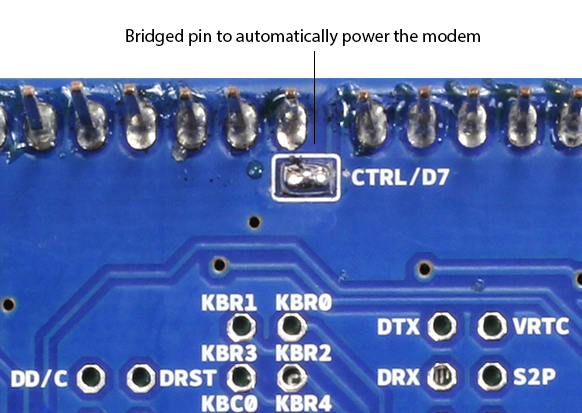 Bridged pin to automatically power the modem
CTRL/D7
KBR1 KBR0
DTX VRTC
KBR3 KBR2
DD/C DRST DRX S2P
KBC0 KBR4